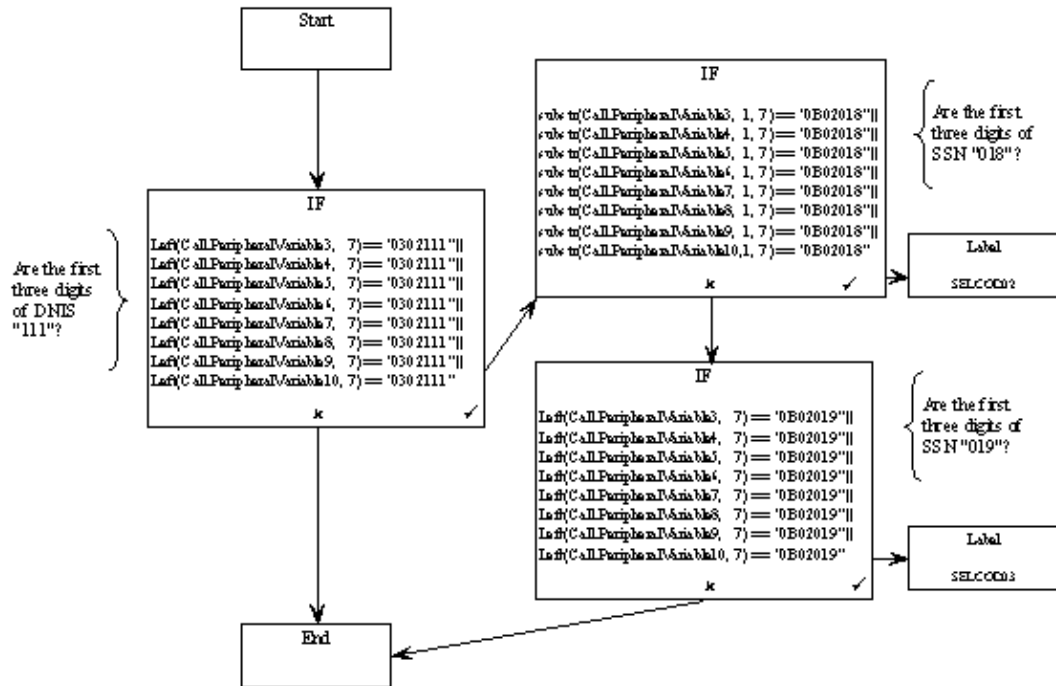 Start
IF
Left(Call.PeripheralVariable3, 7)== "0302111"||
Left(Call.PeripheralVariable4, 7)== "0302111"||
Left(Call.PeripheralVariable5, 7)== "0302111"||
Left(Call.PeripheralVariable6, 7)== "0302111"||
Left(Call.PeripheralVariable7, 7)== "0302111"||
Left(Call.PeripheralVariable8, 7)== "0302111"||
Left(Call.PeripheralVariable9, 7)== "0302111"||
Left(Call.PeripheralVariable10, 7)== "0302111"
x ✓
Are the first
three digits
of DNIS
"111"?
IF
substr(Call.PeripheralVariable3, 1, 7)== "0B02018"||
substr(Call.PeripheralVariable4, 1, 7)== "0B02018"||
substr(Call.PeripheralVariable5, 1, 7)== "0B02018"||
substr(Call.PeripheralVariable6, 1, 7)== "0B02018"||
substr(Call.PeripheralVariable7, 1, 7)== "0B02018"||
substr(Call.PeripheralVariable8, 1, 7)== "0B02018"||
substr(Call.PeripheralVariable9, 1, 7)== "0B02018"||
substr(Call.PeripheralVariable10,1, 7)== "0B02018"
x ✓
Are the first
three digits of
SSN "018"?
Label
SELCOD02
IF
Left(Call.PeripheralVariable3, 7)== "0B02019"||
Left(Call.PeripheralVariable4, 7)== "0B02019"||
Left(Call.PeripheralVariable5, 7)== "0B02019"||
Left(Call.PeripheralVariable6, 7)== "0B02019"||
Left(Call.PeripheralVariable7, 7)== "0B02019"||
Left(Call.PeripheralVariable8, 7)== "0B02019"||
Left(Call.PeripheralVariable9, 7)== "0B02019"||
Left(Call.PeripheralVariable10, 7)== "0B02019"
x ✓
Are the first
three digits of
SSN "019"?
Label
SELCOD03
End